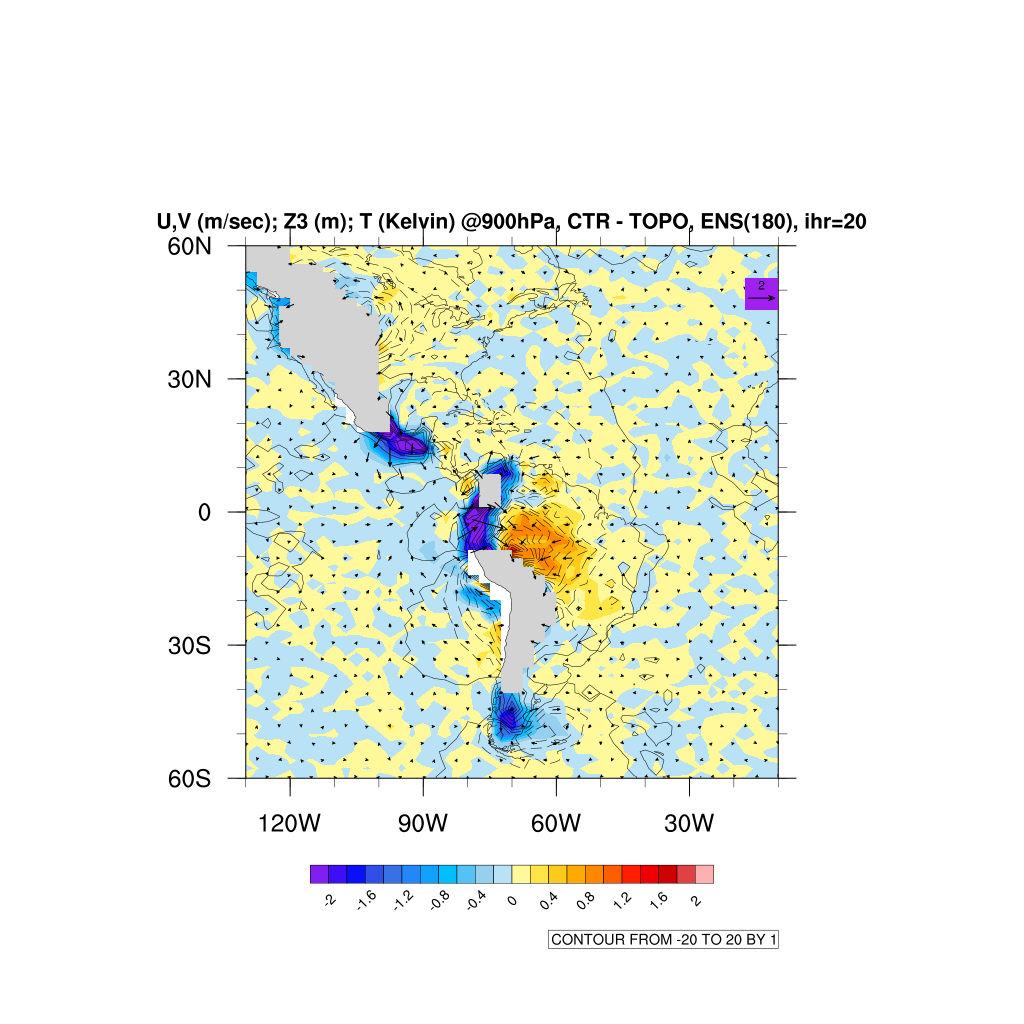 U,V (m/sec); Z3 (m); T (Kelvin) @900hPa, CTR - TOPO, ENS(180), ihr=20
60N
2
30N
0
30S
60S
120W 90W 60W 30W
-2 -1.6 -1.2 -0.8 -0.4 0 0.4 0.8 1.2 1.6 2
CONTOUR FROM -20 TO 20 BY 1